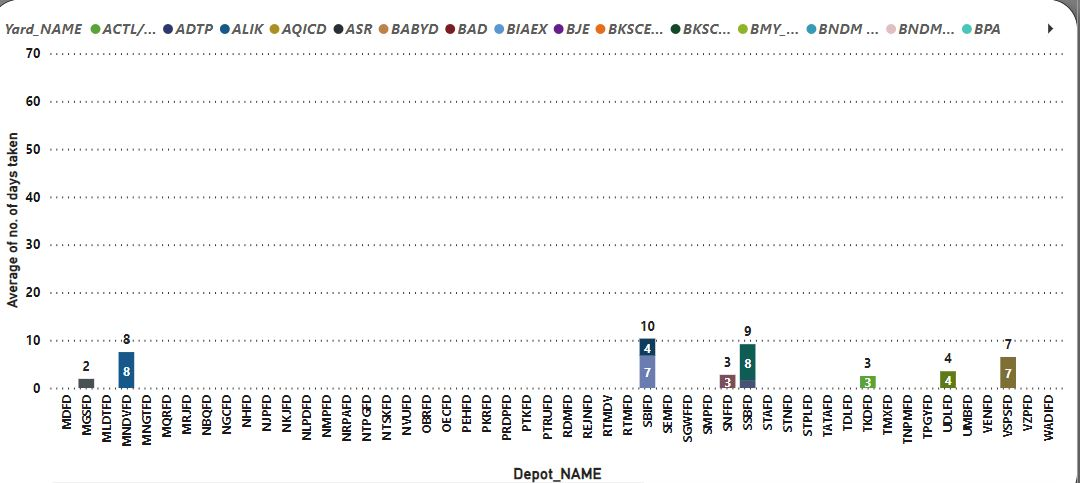 Yard_NAME ACTL/... ADTP ALIK AQICD ASR BABYD BAD BIAEX BJE BKSCE... BKSC... BMY_... BNDM ... BNDM... BPA
70
60
50
40
30
20
10
0
Average of no. of days taken
2
8
8
10
4
7
3
3
9
8
3
3
4
4
7
7
MDFD
MGSFD
MLDTFD
MNDVFD
MNGTFD
MQRFD
MRJFD
NBQFD
NGCFD
NHFD
NJPFD
NKJFD
NLPDFD
NMPFD
NRPAFD
NTPGFD
NTSKFD
NVUFD
OBRFD
OECFD
PEHFD
PKRFD
PRDPFD
PTKFD
PTRUFD
RDMFD
REJNFD
RTMDV
RTMFD
SBIFD
SEMFD
SGWFFD
SMPFD
SNFFD
SSBFD
STAFD
STNFD
STPLFD
TATAFD
TDLFD
TKDFD
TMXFD
TNPMFD
TPGYFD
UDLFD
UMBFD
VENFD
VSPSFD
VZPFD
WADIFD
Depot_NAME